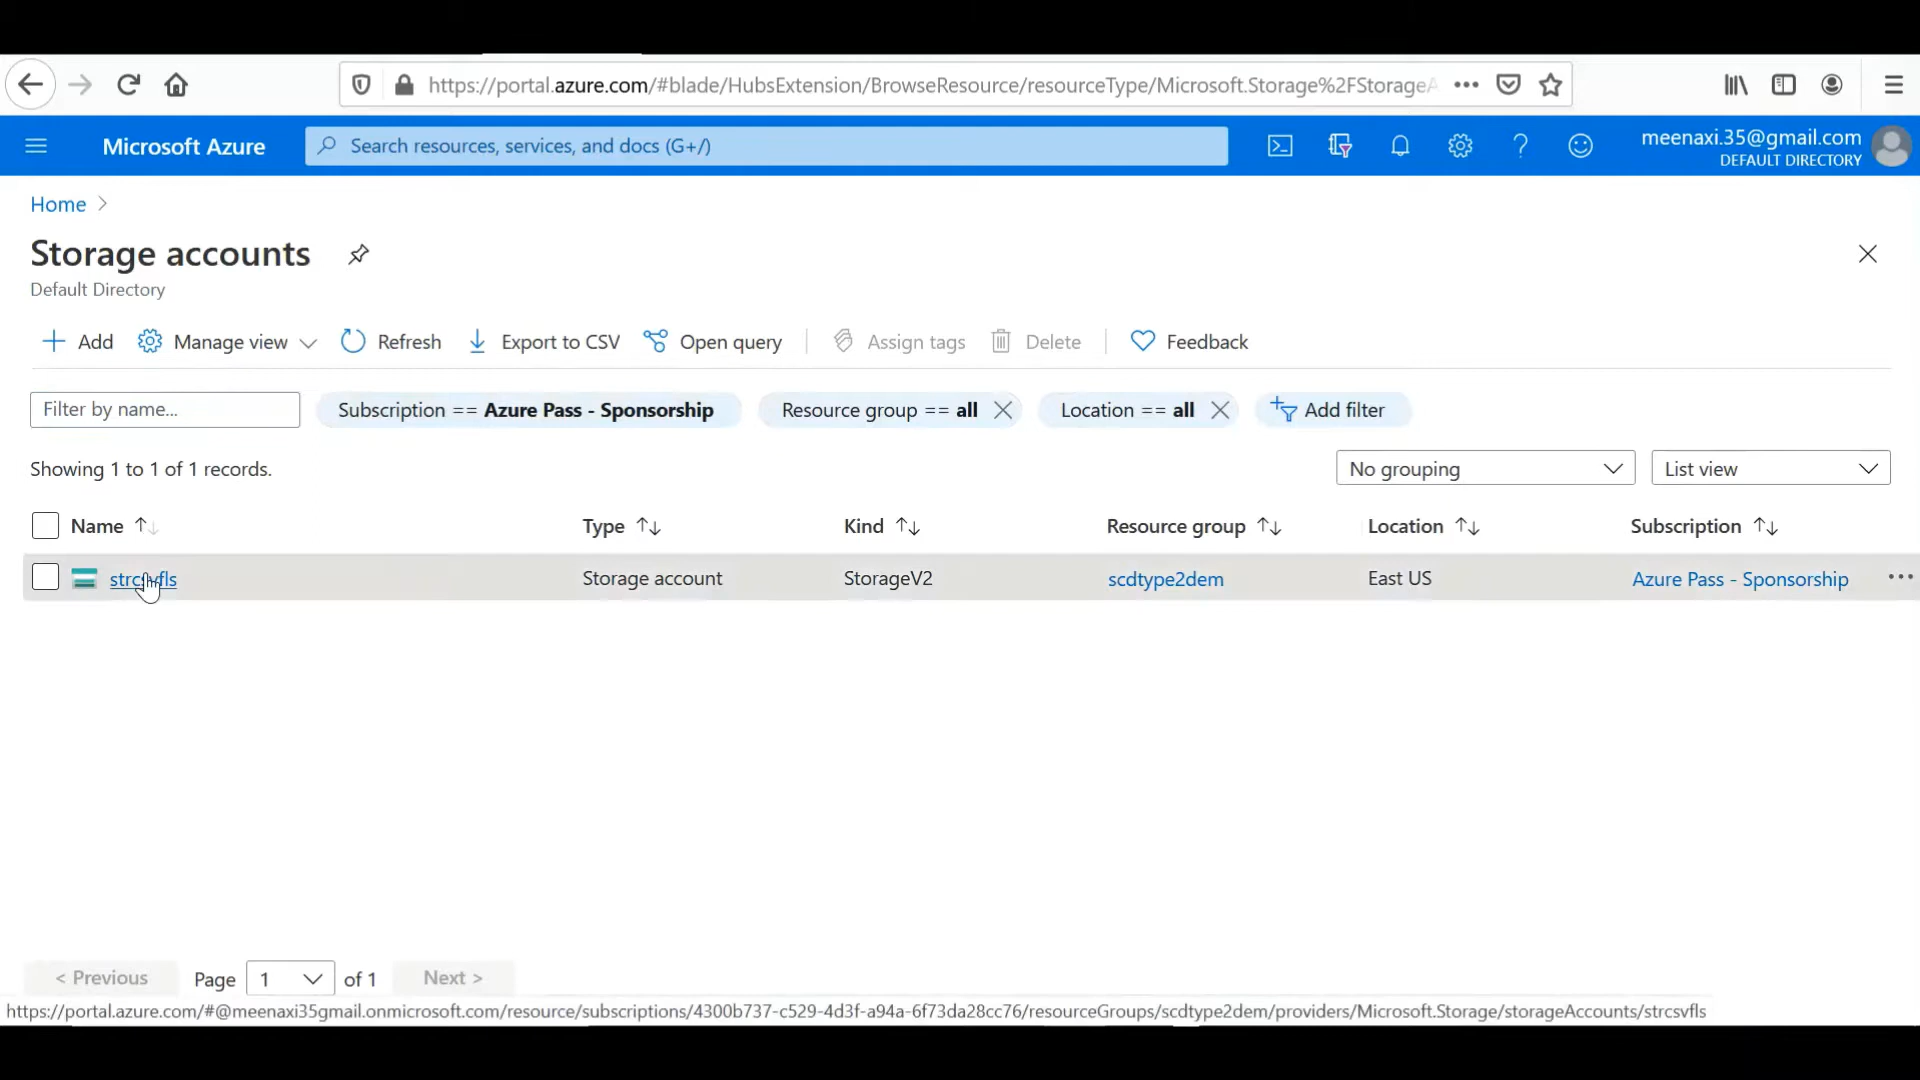 https://portal.azure.com/#blade/HubsExtension/BrowseResource/resourceType/Microsoft.Storage%2FStorageA
Microsoft Azure
Search resources, services, and docs (G+/)
meenaxi.35@gmail.com
DEFAULT DIRECTORY
Home
Storage accounts
Default Directory
Add
Manage view
Refresh
Export to CSV
Open query
Assign tags
Delete
Feedback
Filter by name...
Subscription == Azure Pass - Sponsorship
Resource group == all
Location == all
Add filter
Showing 1 to 1 of 1 records.
No grouping
List view
Name Type Kind Resource group Location Subscription
strcsvfls Storage account StorageV2 scdtype2dem East US Azure Pass - Sponsorship
< Previous Page 1 of 1 Next >
https://portal.azure.com/#@meenaxi35gmail.onmicrosoft.com/resource/subscriptions/4300b737-c529-4d3f-a94a-6f73da28cc76/resourceGroups/scdtype2dem/providers/Microsoft.Storage/storageAccounts/strcsvfls